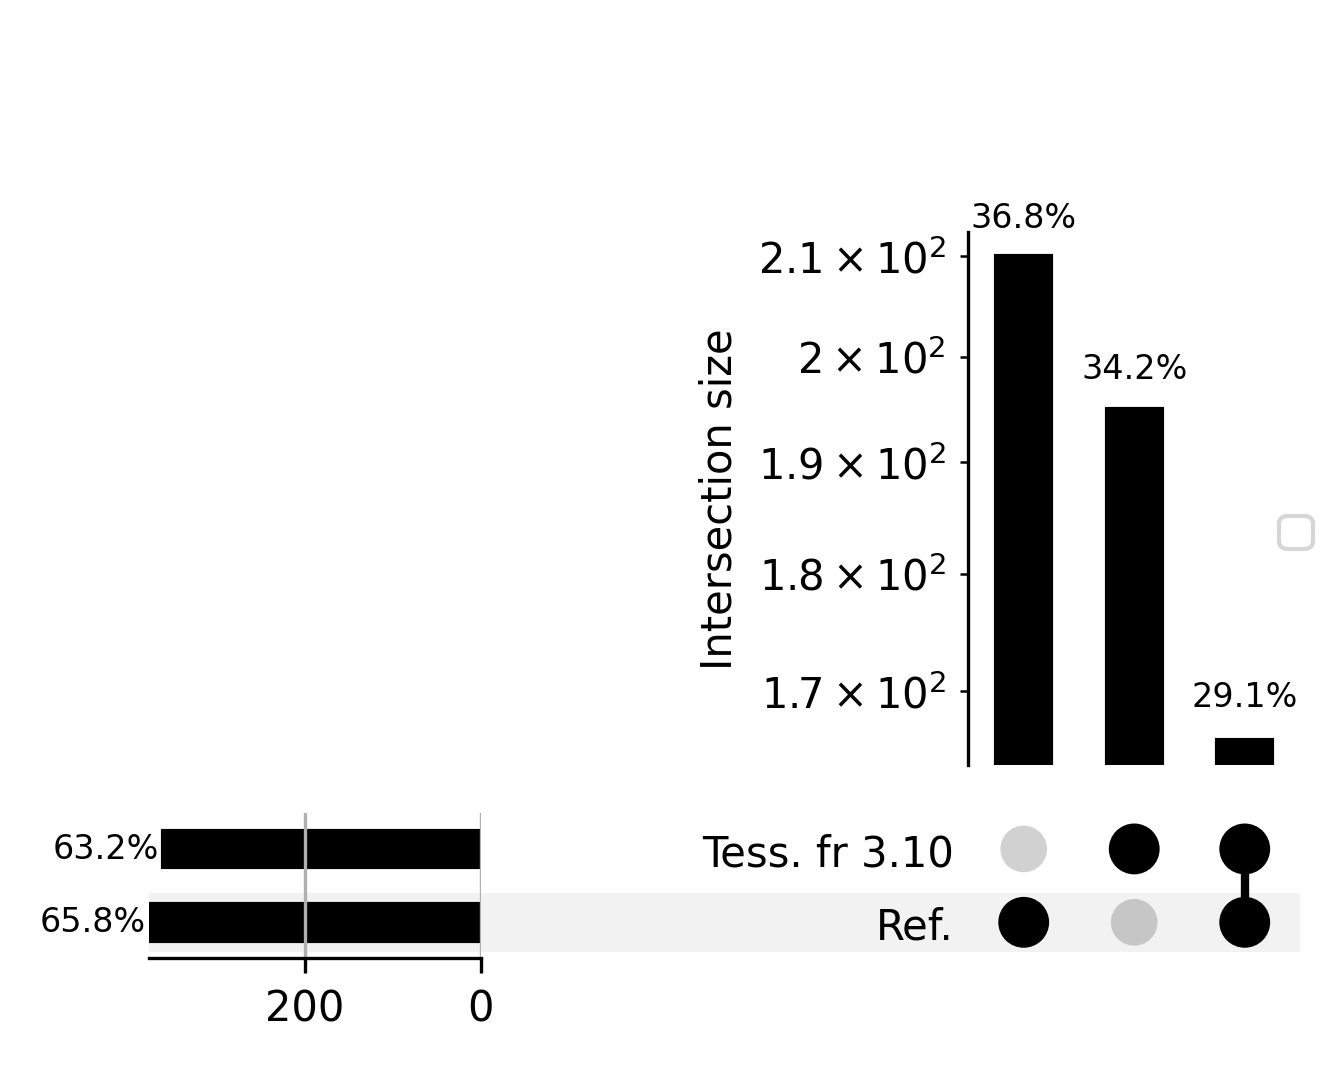 36.8%
2.1 × 10²
2 × 10²
34.2%
Intersection size
1.9 × 10²
1.8 × 10²
1.7 × 10²
29.1%
63.2%
Tess. fr 3.10
65.8%
Ref.
200 0